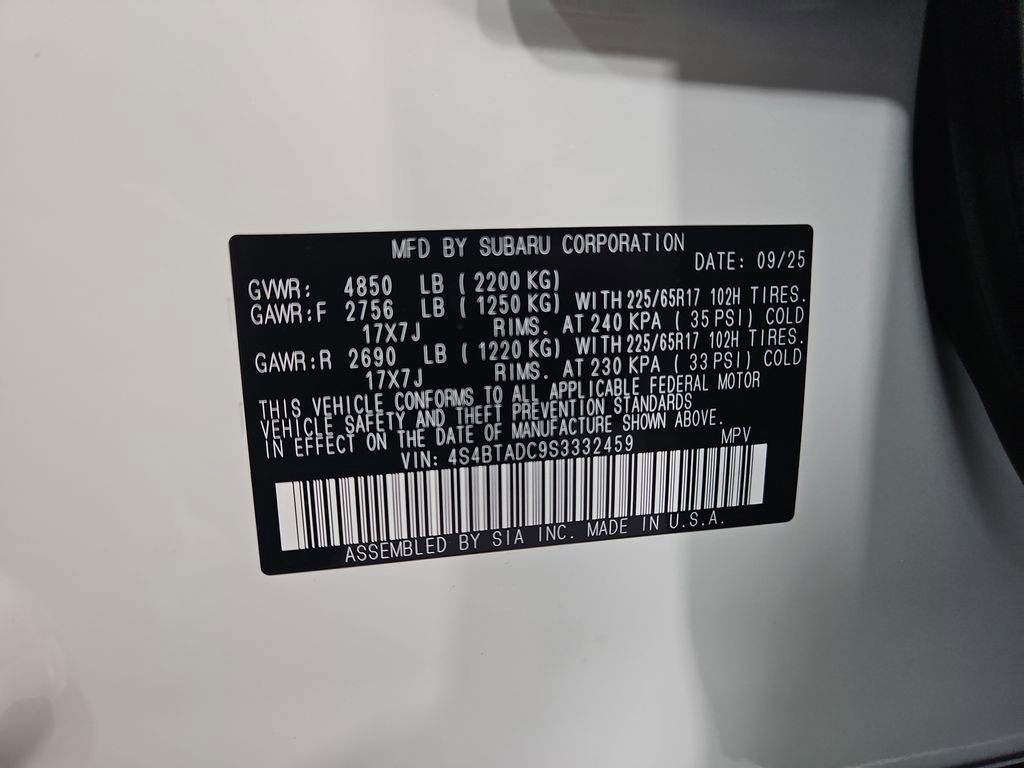 MFD BY SUBARU CORPORATION
DATE: 09/25
GVWR: 4850 LB (2200 KG)
GAWR:F 2756 LB (1250 KG) WITH 225/65R17 102H TIRES.
17X7J RIMS. AT 240 KPA (35 PSI) COLD
GAWR:R 2690 LB (1220 KG) WITH 225/65R17 102H TIRES.
17X7J RIMS. AT 230 KPA (33 PSI) COLD
THIS VEHICLE CONFORMS TO ALL APPLICABLE FEDERAL MOTOR
VEHICLE SAFETY AND THEFT PREVENTION STANDARDS
IN EFFECT ON THE DATE OF MANUFACTURE SHOWN ABOVE.
VIN: 4S4BTADC9S3332459 MPV
ASSEMBLED BY SIA INC. MADE IN U.S.A.